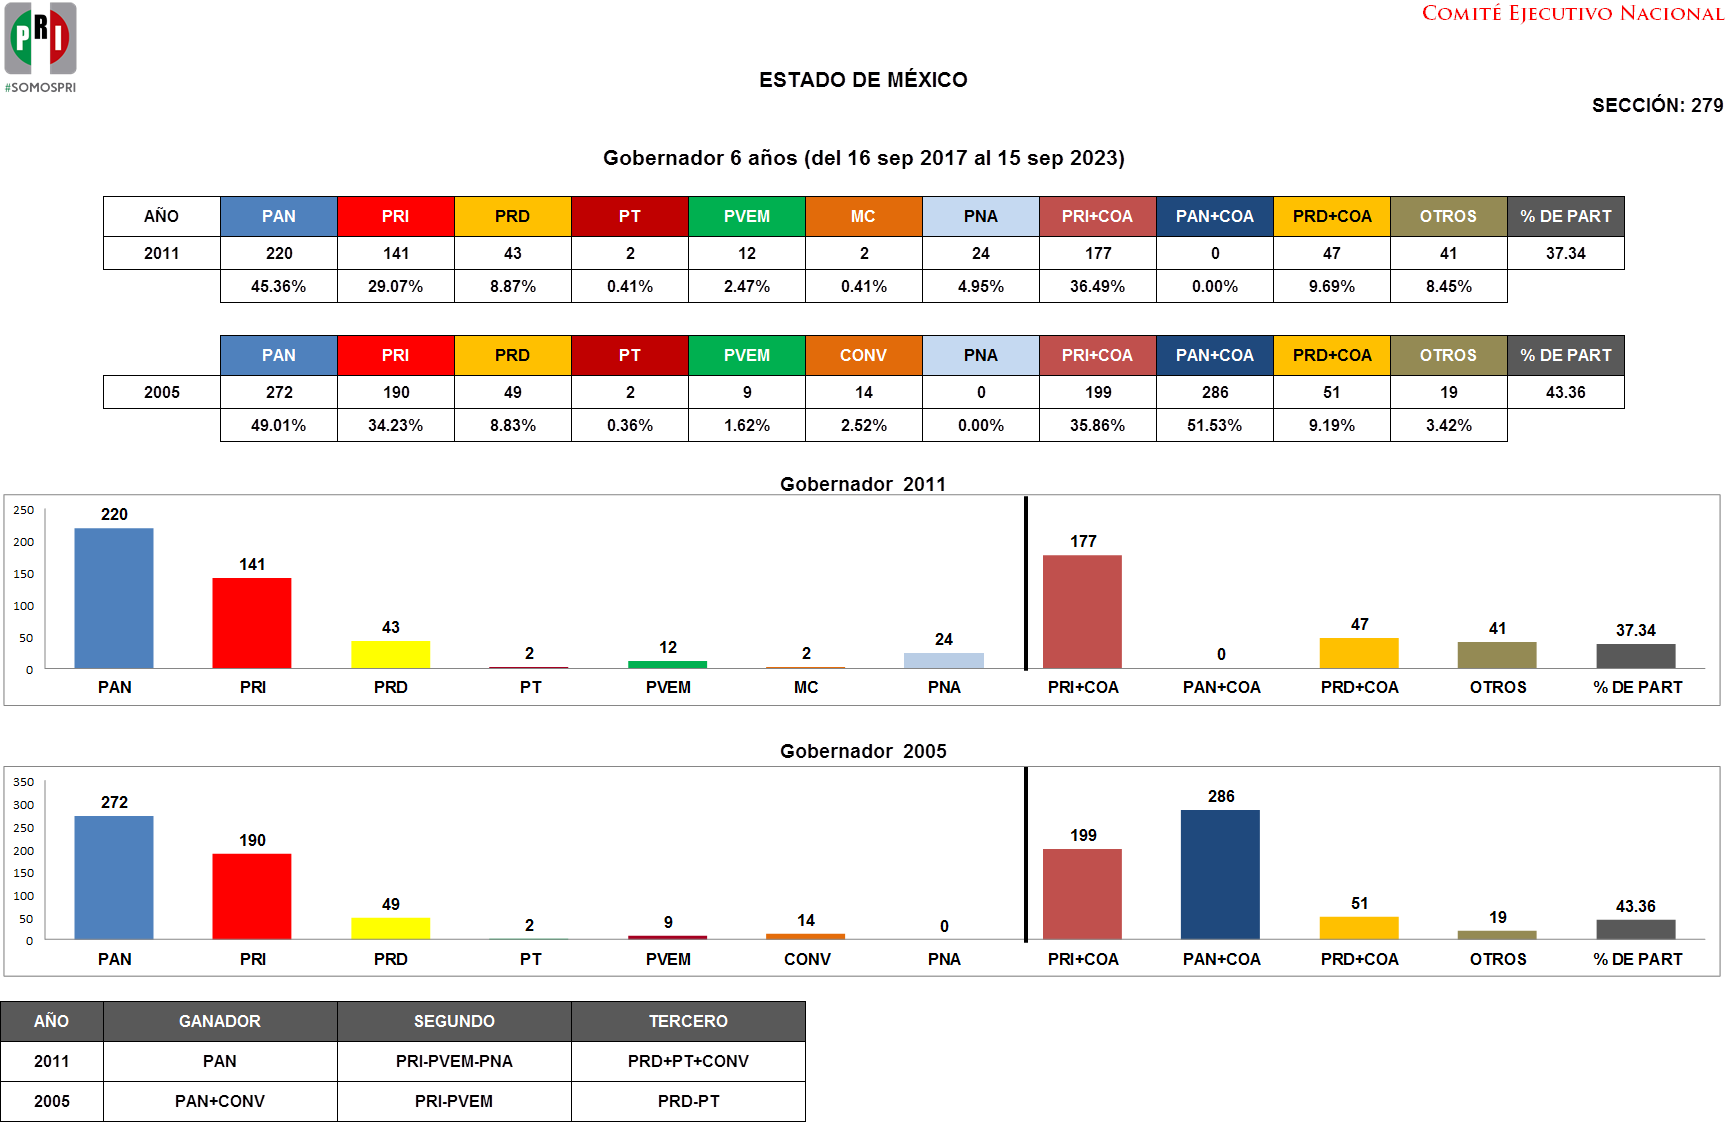 PRI
#SOMOSPRI
COMITÉ EJECUTIVO NACIONAL
ESTADO DE MÉXICO
SECCIÓN: 279
Gobernador 6 años (del 16 sep 2017 al 15 sep 2023)
AÑO PAN PRI PRD PT PVEM MC PNA PRI+COA PAN+COA PRD+COA OTROS % DE PART
2011 220 141 43 2 12 2 24 177 0 47 41 37.34
45.36% 29.07% 8.87% 0.41% 2.47% 0.41% 4.95% 36.49% 0.00% 9.69% 8.45%
PAN PRI PRD PT PVEM CONV PNA PRI+COA PAN+COA PRD+COA OTROS % DE PART
2005 272 190 49 2 9 14 0 199 286 51 19 43.36
49.01% 34.23% 8.83% 0.36% 1.62% 2.52% 0.00% 35.86% 51.53% 9.19% 3.42%
Gobernador 2011
250
200
150
100
50
0
220 141 43 2 12 2 24 177 0 47 41 37.34
PAN PRI PRD PT PVEM MC PNA PRI+COA PAN+COA PRD+COA OTROS % DE PART
Gobernador 2005
350
300
250
200
150
100
50
0
272 190 49 2 9 14 0 199 286 51 19 43.36
PAN PRI PRD PT PVEM CONV PNA PRI+COA PAN+COA PRD+COA OTROS % DE PART
AÑO GANADOR SEGUNDO TERCERO
2011 PAN PRI-PVEM-PNA PRD+PT+CONV
2005 PAN+CONV PRI-PVEM PRD-PT